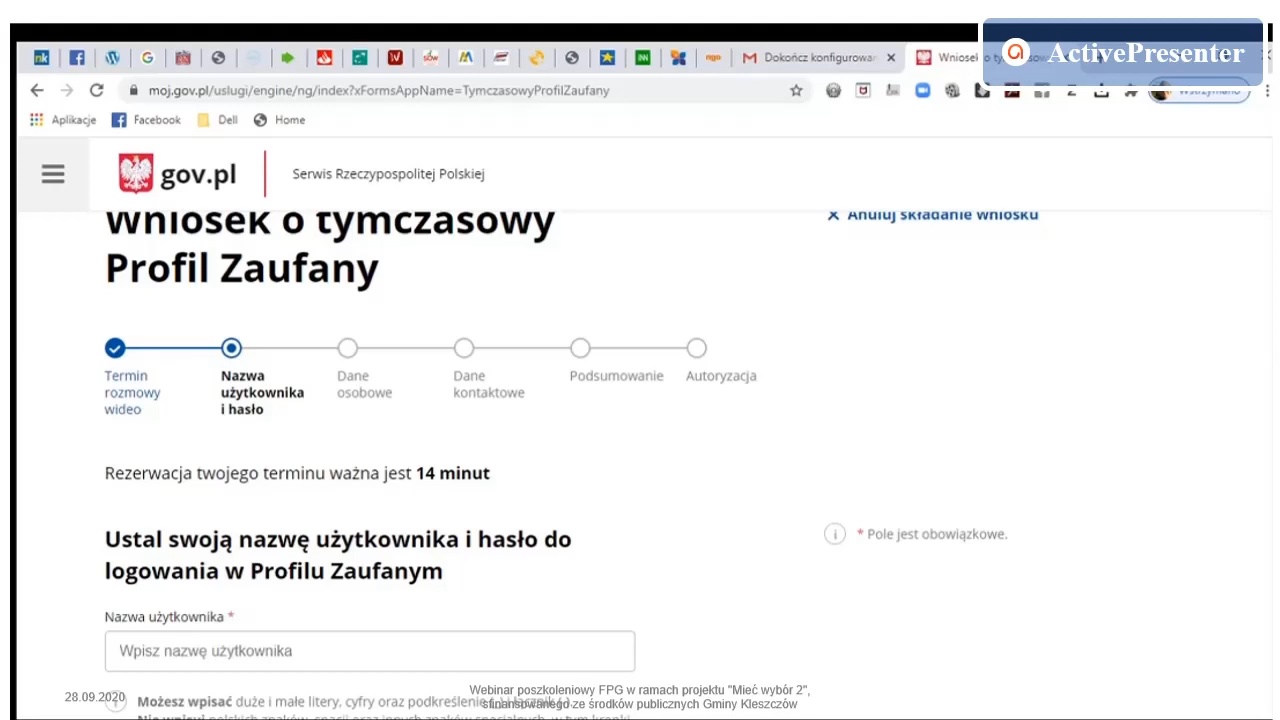 Dokończ konfigurowan
ActivePresenter
moj.gov.pl/uslugi/engine/ng/index?xFormsAppName=TymczasowyProfilZaufany
Wstrzymano
Aplikacje Facebook Dell Home
gov.pl Serwis Rzeczypospolitej Polskiej
Wniosek o tymczasowy
Profil Zaufany
Anuluj składanie wniosku
Termin
rozmowy
wideo
Nazwa
użytkownika
i hasło
Dane
osobowe
Dane
kontaktowe
Podsumowanie
Autoryzacja
Rezerwacja twojego terminu ważna jest 14 minut
Ustal swoją nazwę użytkownika i hasło do
logowania w Profilu Zaufanym
* Pole jest obowiązkowe.
Nazwa użytkownika *
Wpisz nazwę użytkownika
28.09.2020
Możesz wpisać duże i małe litery, cyfry oraz podkreślenie
Webinar poszkoleniowy FPG w ramach projektu "Mieć wybór 2",
sfinansowanego ze środków publicznych Gminy Kleszczów